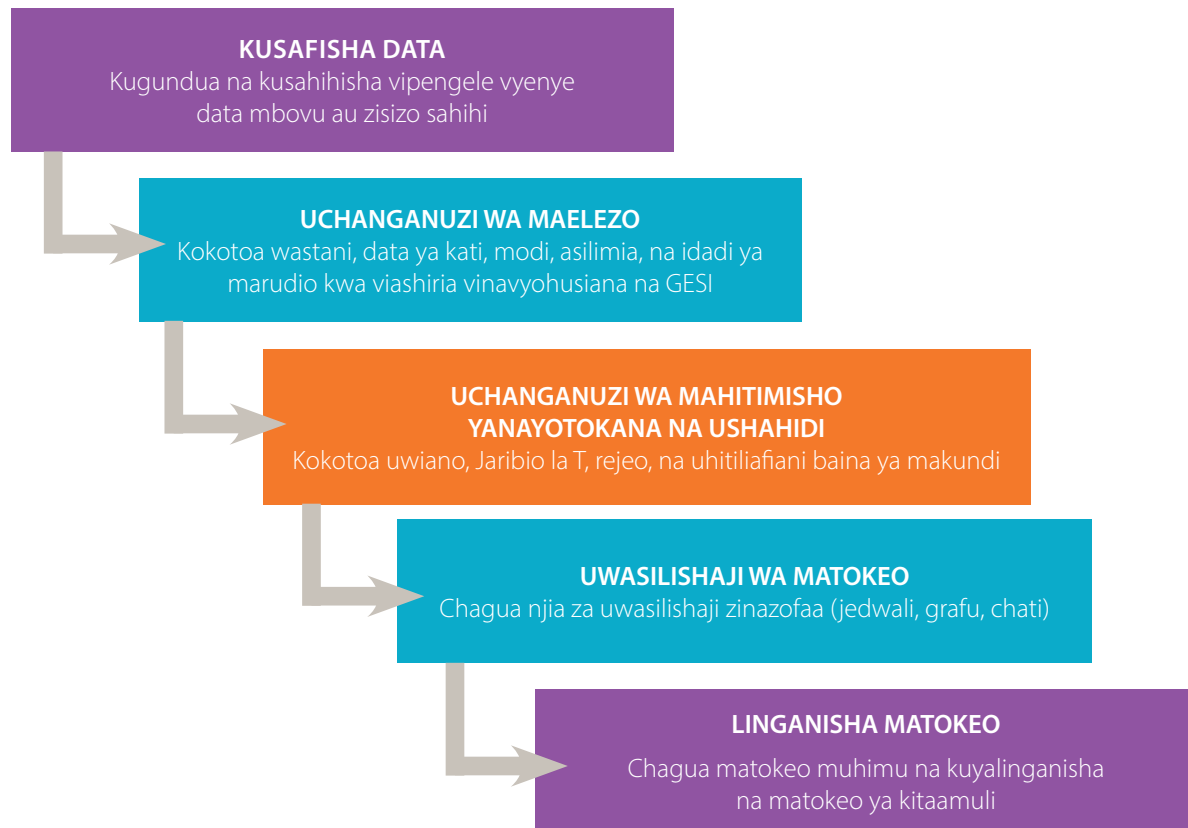 KUSAFISHA DATA
Kugundua na kusahihisha vipengele vyenye
data mbovu au zisizo sahihi
UCHANGANUZI WA MAELEZO
Kokotoa wastani, data ya kati, modi, asilimia, na idadi ya
marudio kwa viashiria vinavyohusiana na GESI
UCHANGANUZI WA MAHITIMISHO
YANAYOTOKANA NA USHAHIDI
Kokotoa uwiano, Jaribio la T, rejeo, na uhitiliafiani baina ya makundi
UWASILISHAJI WA MATOKEO
Chagua njia za uwasilishaji zinazofaa (jedwali, grafu, chati)
LINGANISHA MATOKEO
Chagua matokeo muhimu na kuyalinganisha
na matokeo ya kitaamuli